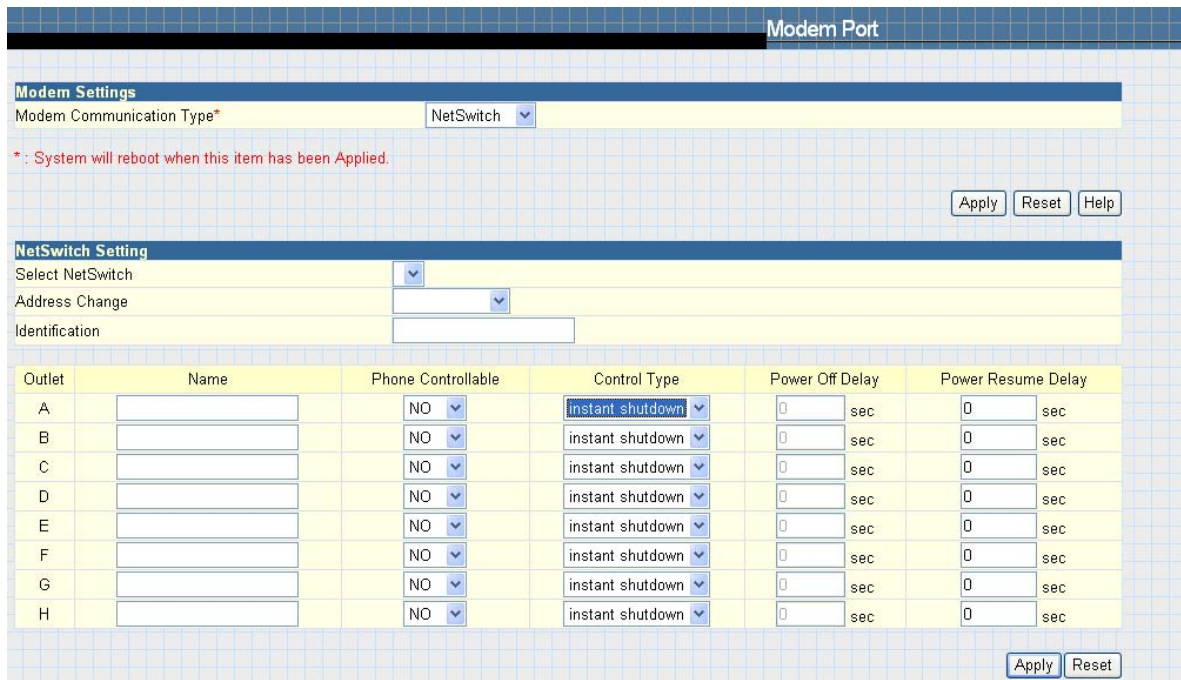 Modem Port
Modem Settings
Modem Communication Type* NetSwitch
* : System will reboot when this item has been Applied.
Apply Reset Help
NetSwitch Setting
Select NetSwitch
Address Change
Identification
Outlet Name Phone Controllable Control Type Power Off Delay Power Resume Delay
A NO instant shutdown 0 sec 0 sec
B NO instant shutdown 0 sec 0 sec
C NO instant shutdown 0 sec 0 sec
D NO instant shutdown 0 sec 0 sec
E NO instant shutdown 0 sec 0 sec
F NO instant shutdown 0 sec 0 sec
G NO instant shutdown 0 sec 0 sec
H NO instant shutdown 0 sec 0 sec
Apply Reset